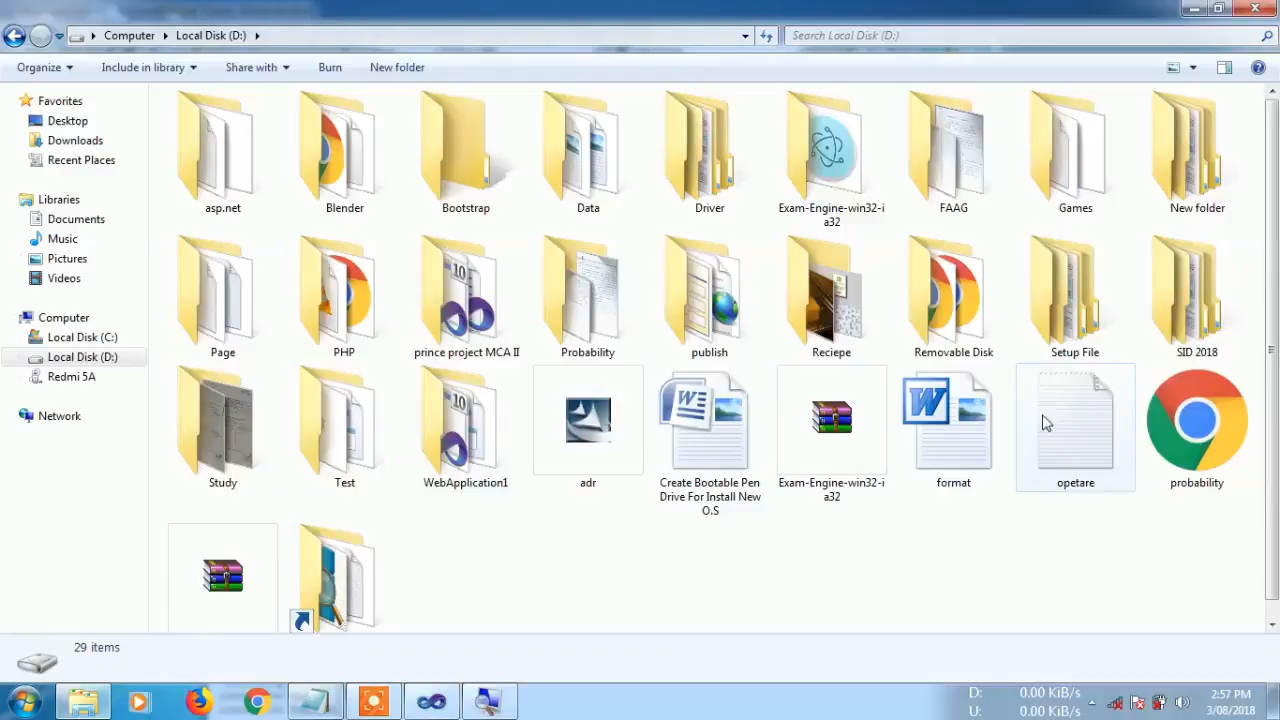 Computer Local Disk (D:)
Search Local Disk (D:)
Organize Include in library Share with Burn New folder
Favorites
Desktop
Downloads
Recent Places
Libraries
Documents
Music
Pictures
Videos
Computer
Local Disk (C:)
Local Disk (D:)
Redmi 5A
Network
asp.net
Blender
Bootstrap
Data
Driver
Exam-Engine-win32-i
a32
FAAG
Games
New folder
Page
PHP
prince project MCA II
Probability
publish
Reciepe
Removable Disk
Setup File
SID 2018
Study
Test
WebApplication1
adr
Create Bootable Pen
Drive For Install New
O.S
Exam-Engine-win32-i
a32
format
opetare
probability
29 items
D: 0.00 KiB/s
U: 0.00 KiB/s
2:57 PM
3/08/2018